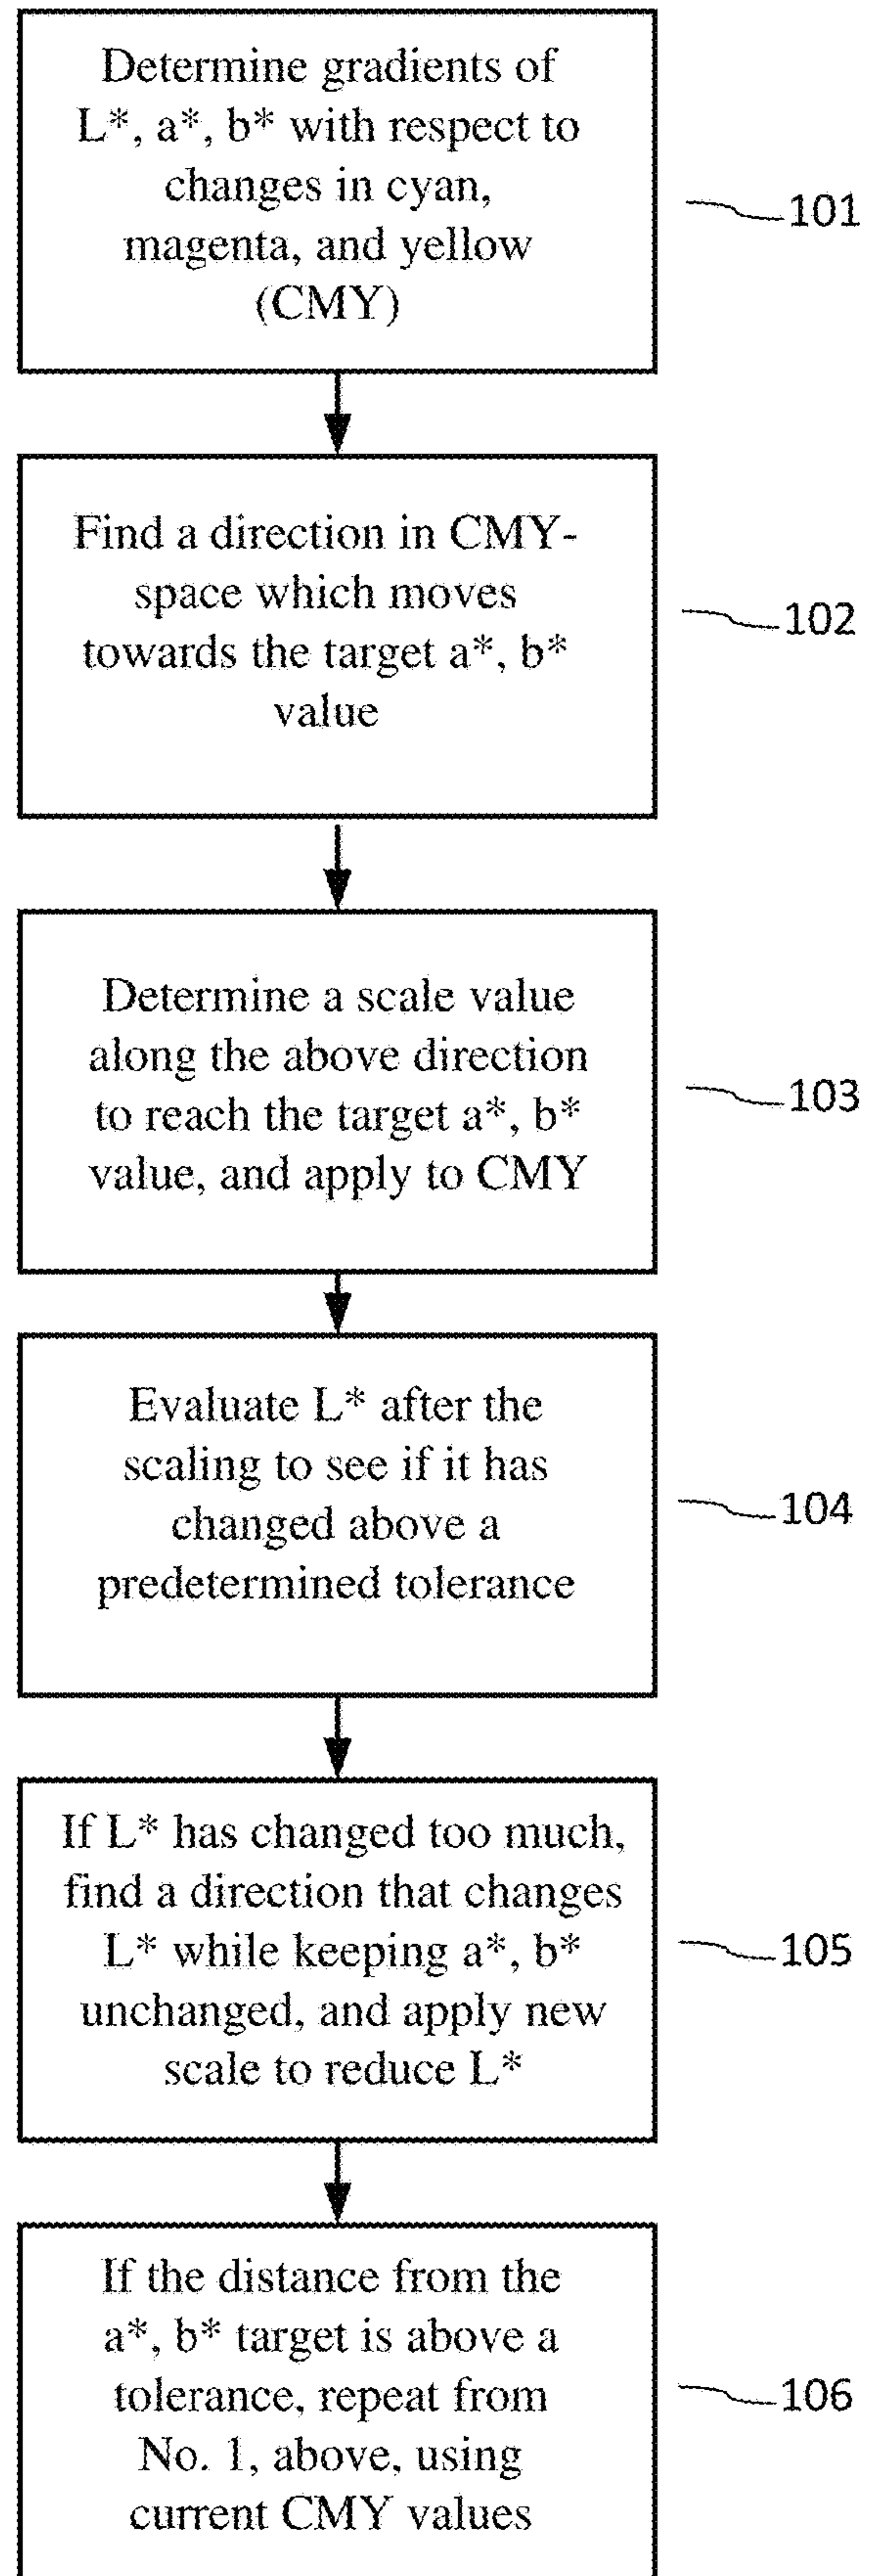 Determine gradients of
L*, a*, b* with respect to
changes in cyan,
magenta, and yellow
(CMY)
101
Find a direction in CMY-
space which moves
towards the target a*, b*
value
102
Determine a scale value
along the above direction
to reach the target a*, b*
value, and apply to CMY
103
Evaluate L* after the
scaling to see if it has
changed above a
predetermined tolerance
104
If L* has changed too much,
find a direction that changes
L* while keeping a*, b*
unchanged, and apply new
scale to reduce L*
105
If the distance from the
a*, b* target is above a
tolerance, repeat from
No. 1, above, using
current CMY values
106